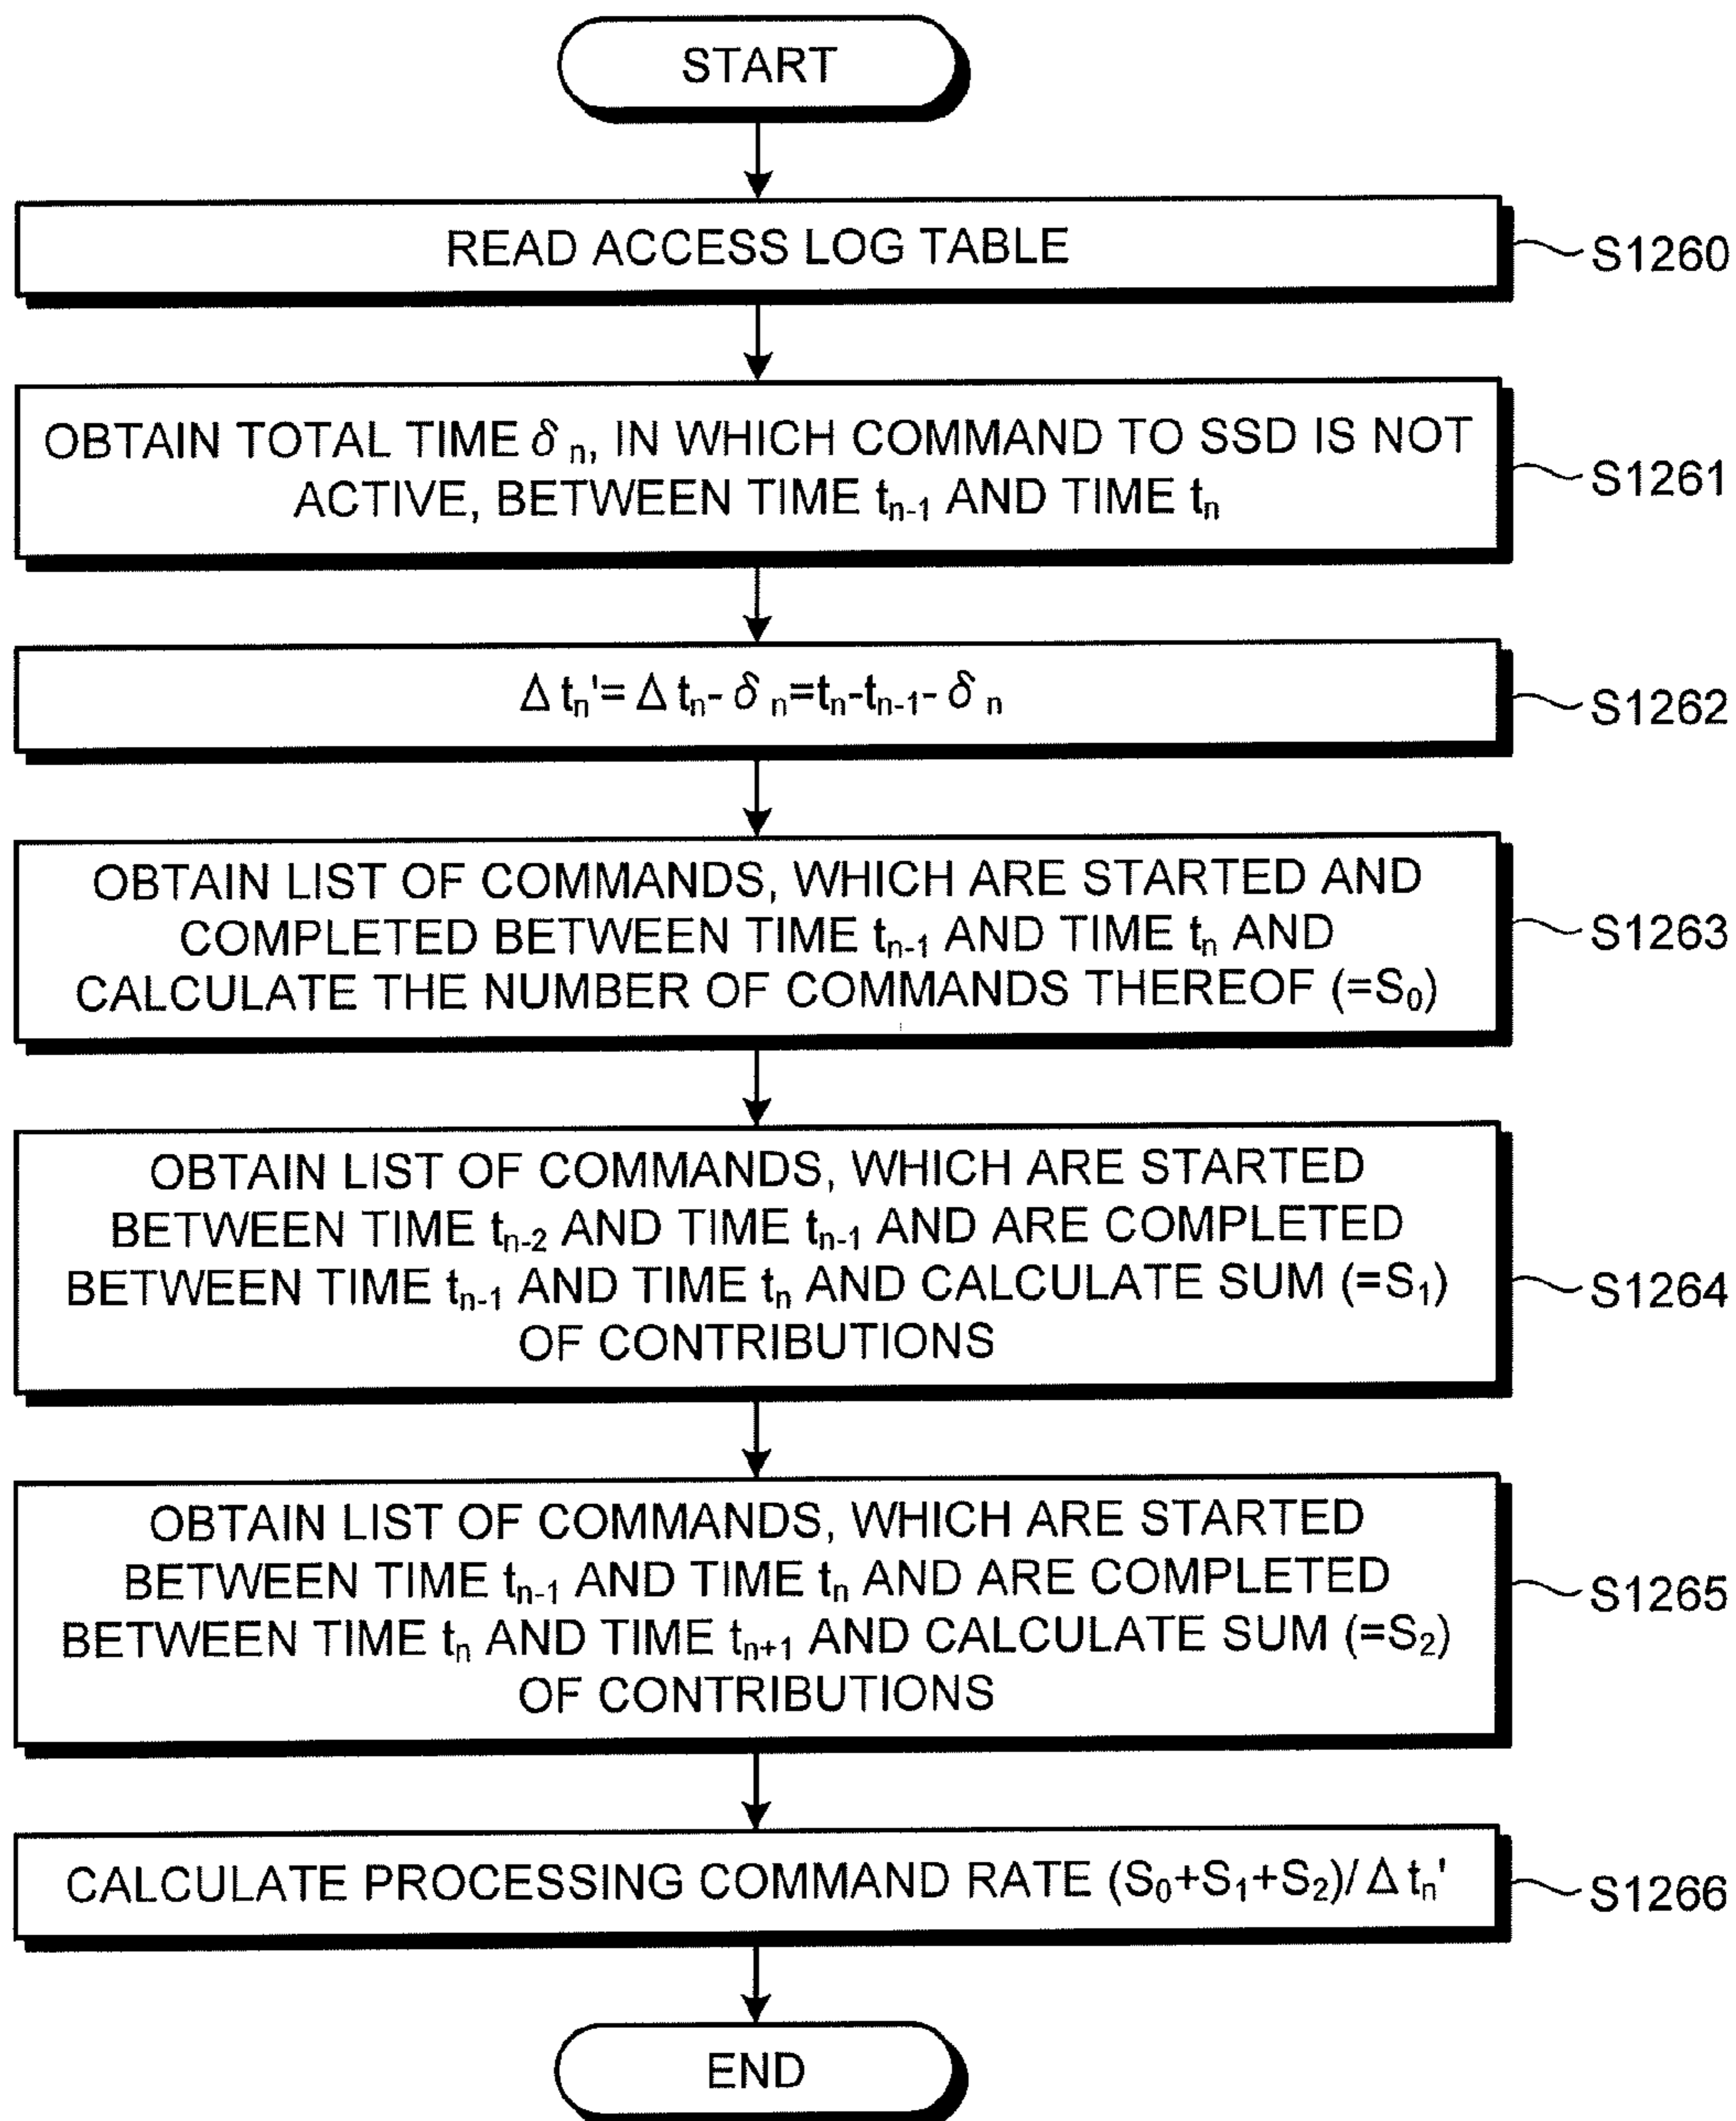 START
READ ACCESS LOG TABLE
S1260
OBTAIN TOTAL TIME δn, IN WHICH COMMAND TO SSD IS NOT
ACTIVE, BETWEEN TIME tn-1 AND TIME tn
S1261
Δtn'=Δtn-δn=tn-tn-1-δn
S1262
OBTAIN LIST OF COMMANDS, WHICH ARE STARTED AND
COMPLETED BETWEEN TIME tn-1 AND TIME tn AND
CALCULATE THE NUMBER OF COMMANDS THEREOF (=S0)
S1263
OBTAIN LIST OF COMMANDS, WHICH ARE STARTED
BETWEEN TIME tn-2 AND TIME tn-1 AND ARE COMPLETED
BETWEEN TIME tn-1 AND TIME tn AND CALCULATE SUM (=S1)
OF CONTRIBUTIONS
S1264
OBTAIN LIST OF COMMANDS, WHICH ARE STARTED
BETWEEN TIME tn-1 AND TIME tn AND ARE COMPLETED
BETWEEN TIME tn AND TIME tn+1 AND CALCULATE SUM (=S2)
OF CONTRIBUTIONS
S1265
CALCULATE PROCESSING COMMAND RATE (S0+S1+S2)/Δtn'
S1266
END